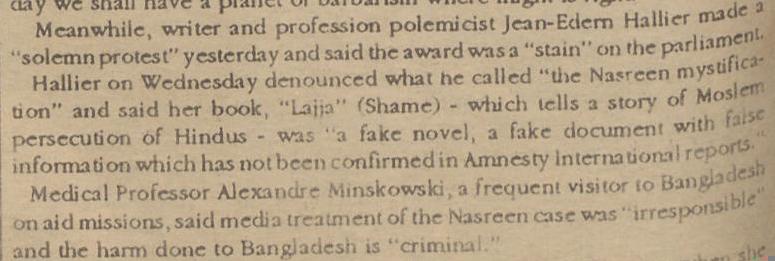 day we shall have a planet of barbarism where might is
Meanwhile, writer and profession polemicist Jean-Edern Hallier made a
"solemn protest" yesterday and said the award was a "stain" on the parliament.
Hallier on Wednesday denounced what he called "the Nasreen mystifica-
tion" and said her book, "Lajja" (Shame) - which tells a story of Moslem
persecution of Hindus - was "a fake novel, a fake document with false
information which has not been confirmed in Amnesty International reports."
Medical Professor Alexandre Minskowski, a frequent visitor to Bangladesh
on aid missions, said media treatment of the Nasreen case was "irresponsible"
and the harm done to Bangladesh is "criminal."
she